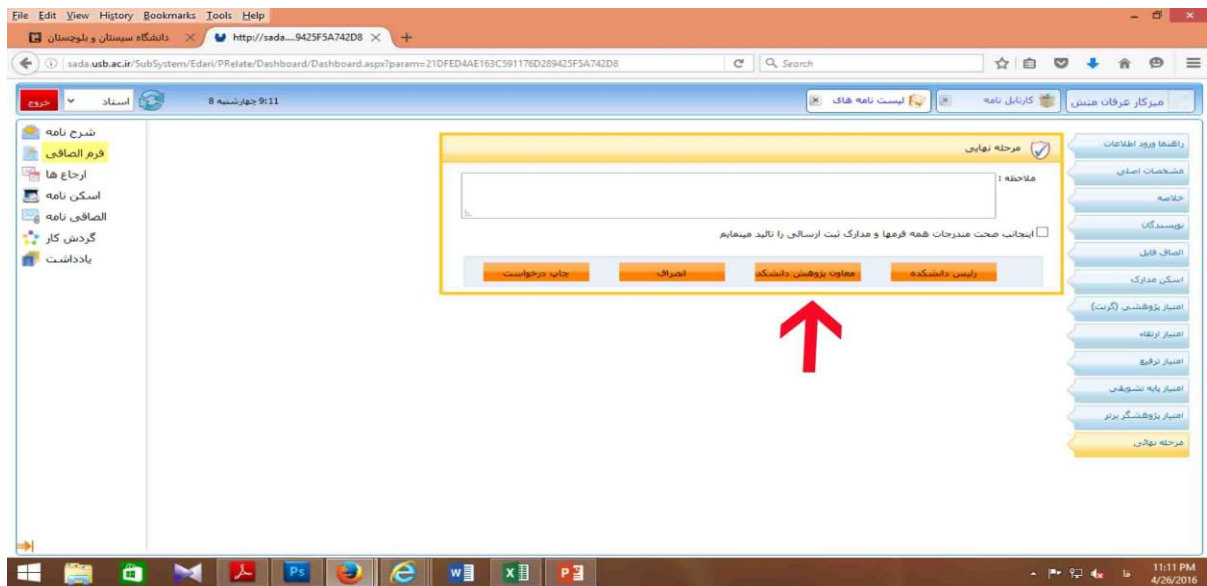 File Edit View History Bookmarks Tools Help
دانشگاه سیستان و بلوچستان
http://sada....9425F5A742D8
sada.usb.ac.ir/SubSystem/Edari/PRelate/Dashboard/Dashboard.aspx?param=21DFED4AE163C591176D289425F5A742D8
Search
میزکار عرفان منش
کارتابل نامه
لیست نامه های
9:11 چهارشنبه 8
استاد
خروج
راهنما ورود اطلاعات
مشخصات اصلی
خلاصه
نویسندگان
الصاق فایل
اسکن مدارک
امتیاز پژوهشی (گرنت)
امتیاز ارتقاء
امتیاز ترفیع
امتیاز پایه تشویقی
امتیاز پژوهشگر برتر
مرحله نهائی
مرحله نهایی
ملاحظه :
اینجانب صحت مندرجات همه فرمها و مدارک ثبت ارسالی را تائید مینمایم
رئیس دانشکده
معاون پژوهش دانشکد
انصراف
چاپ درخواست
شرح نامه
فرم الصاقی
ارجاع ها
اسکن نامه
الصاقی نامه
گردش کار
یادداشت
Ps
فا
11:11 PM
4/26/2016